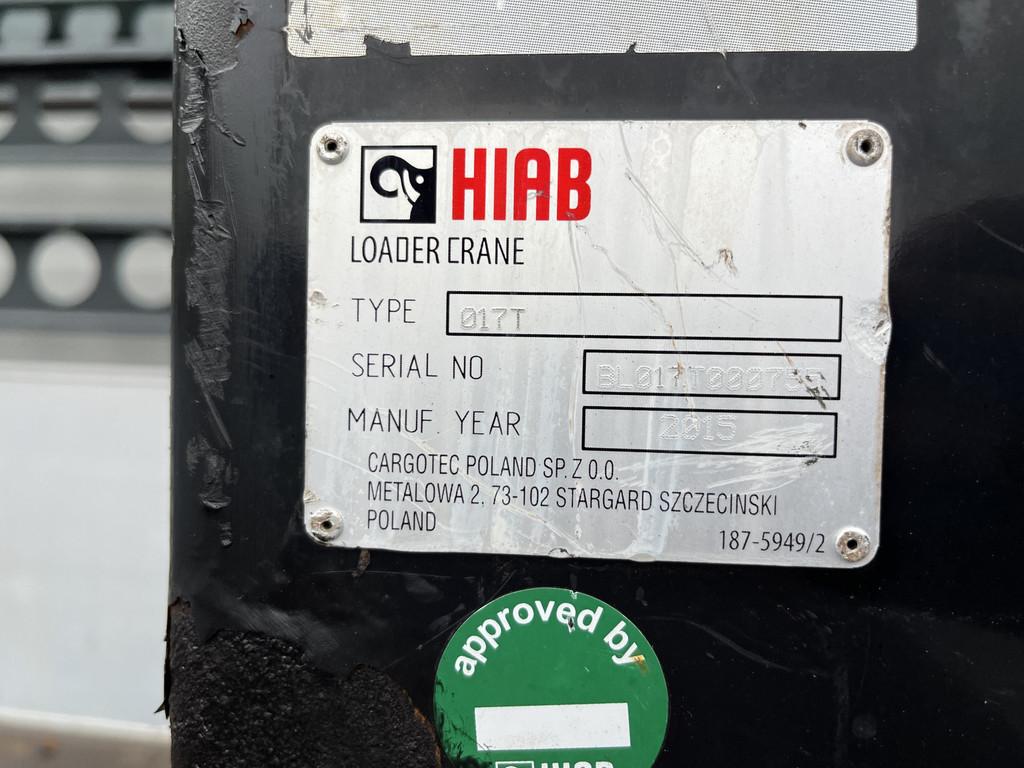 HIAB
LOADER CRANE
TYPE 017T
SERIAL NO
MANUF. YEAR 2015
CARGOTEC POLAND SP. Z O.O.
METALOWA 2, 73-102 STARGARD SZCZECINSKI
POLAND
187-5949/2
approved by
HIAB